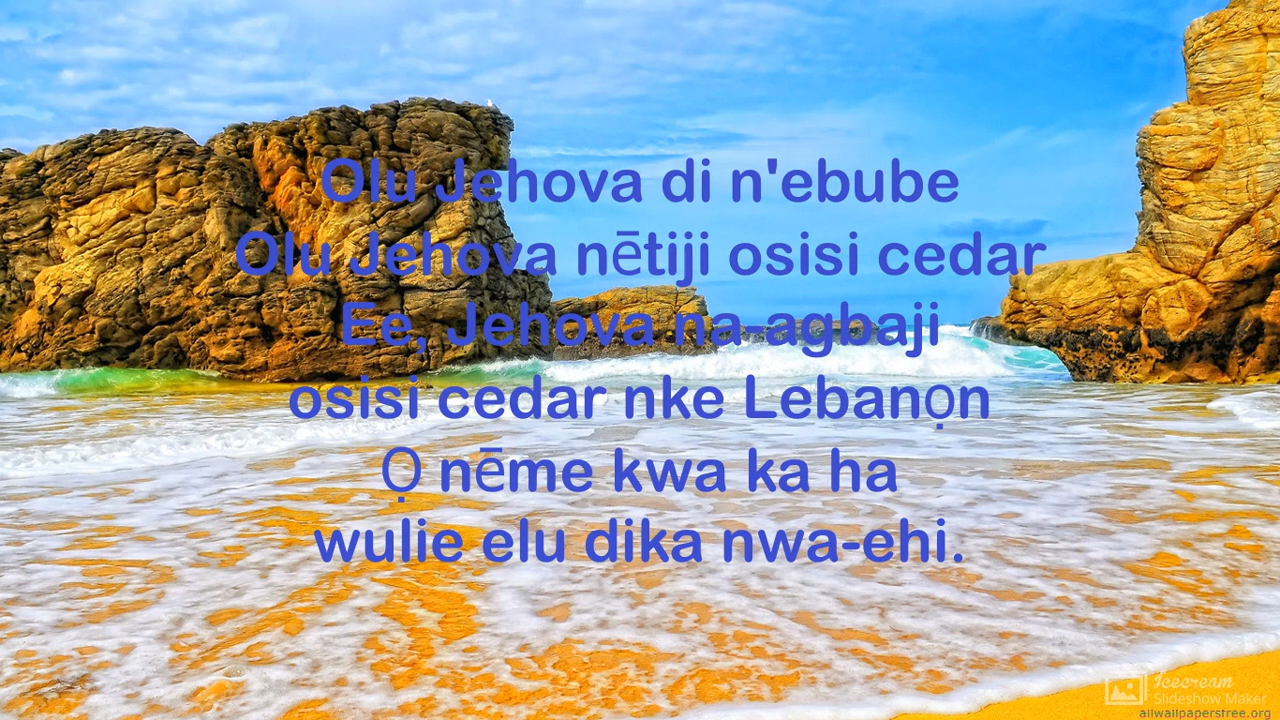 Olu Jehova di n'ebube
Olu Jehova nētiji osisi cedar
Ee, Jehova na-agbaji
osisi cedar nke Lebanọn
Ọ nēme kwa ka ha
wulie elu dika nwa-ehi.
Icecream
Slideshow Maker
allwallpaperstree.org